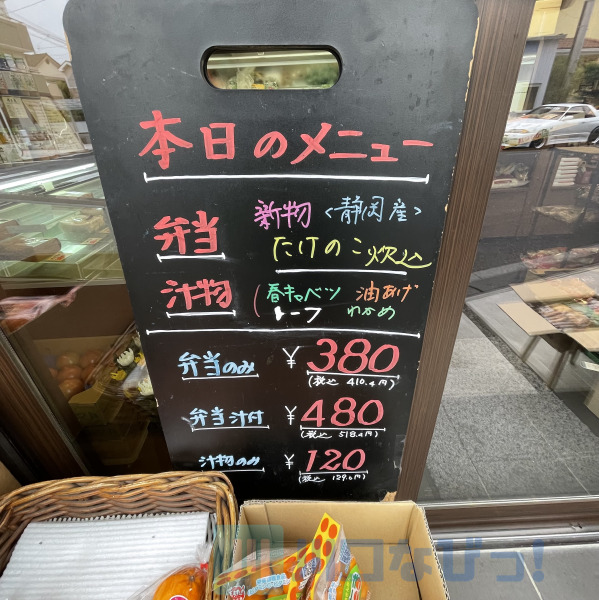 本日のメニュー
弁当 新物 <静岡産>
たけのこ炊込
汁物 (春キャベツ 油あげ
トーフ わかめ
弁当のみ ¥380
(税込 410.4円)
弁当汁付 ¥480
(税込 518.4円)
汁物のみ ¥120
(税込 129.6円)